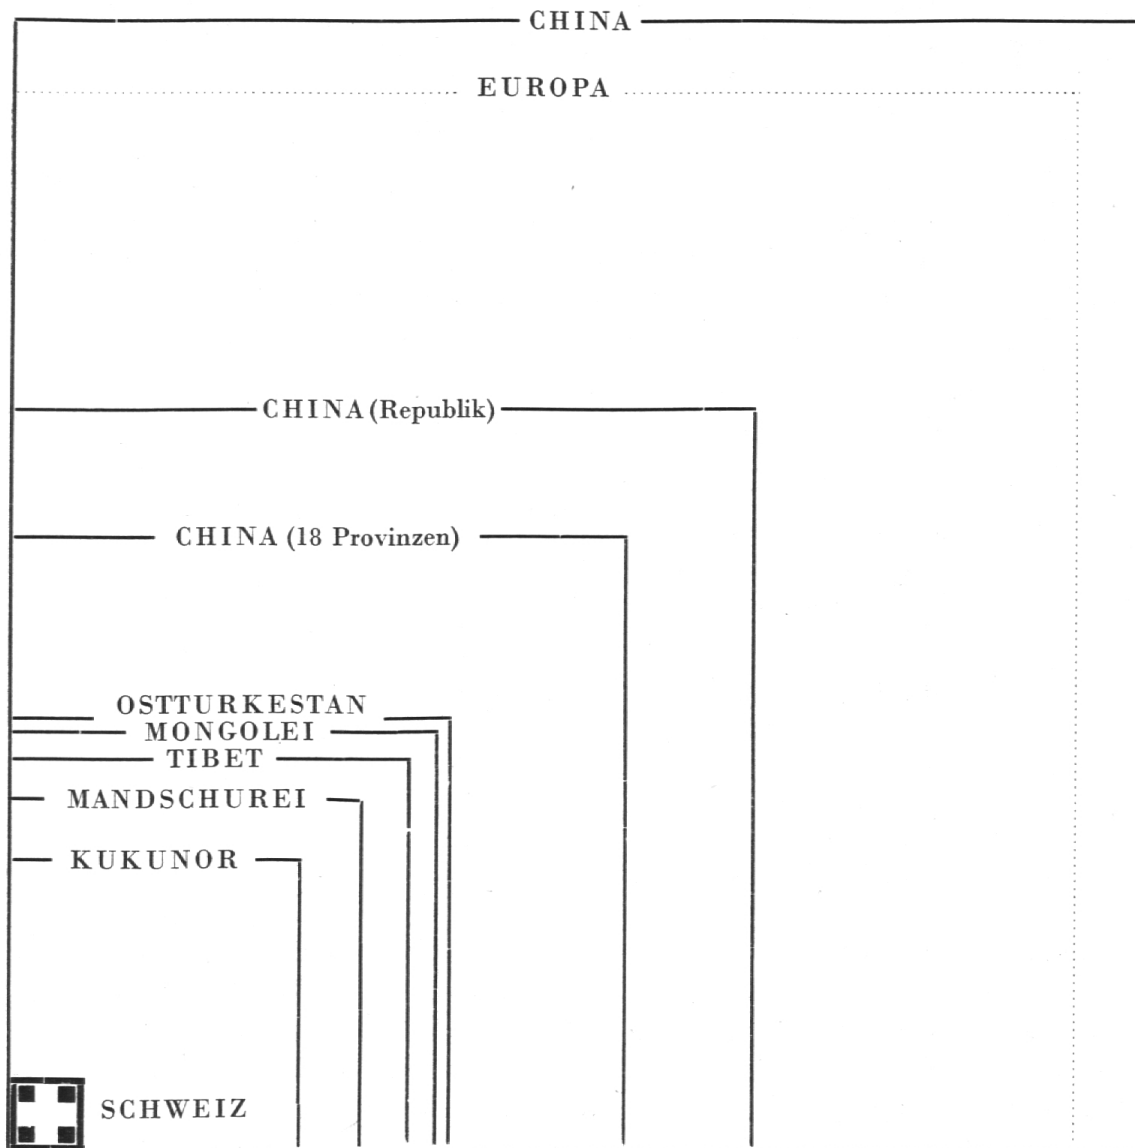 CHINA
EUROPA
CHINA (Republik)
CHINA (18 Provinzen)
OSTTURKESTAN
MONGOLEI
TIBET
MANDSCHUREI
KUKUNOR
SCHWEIZ